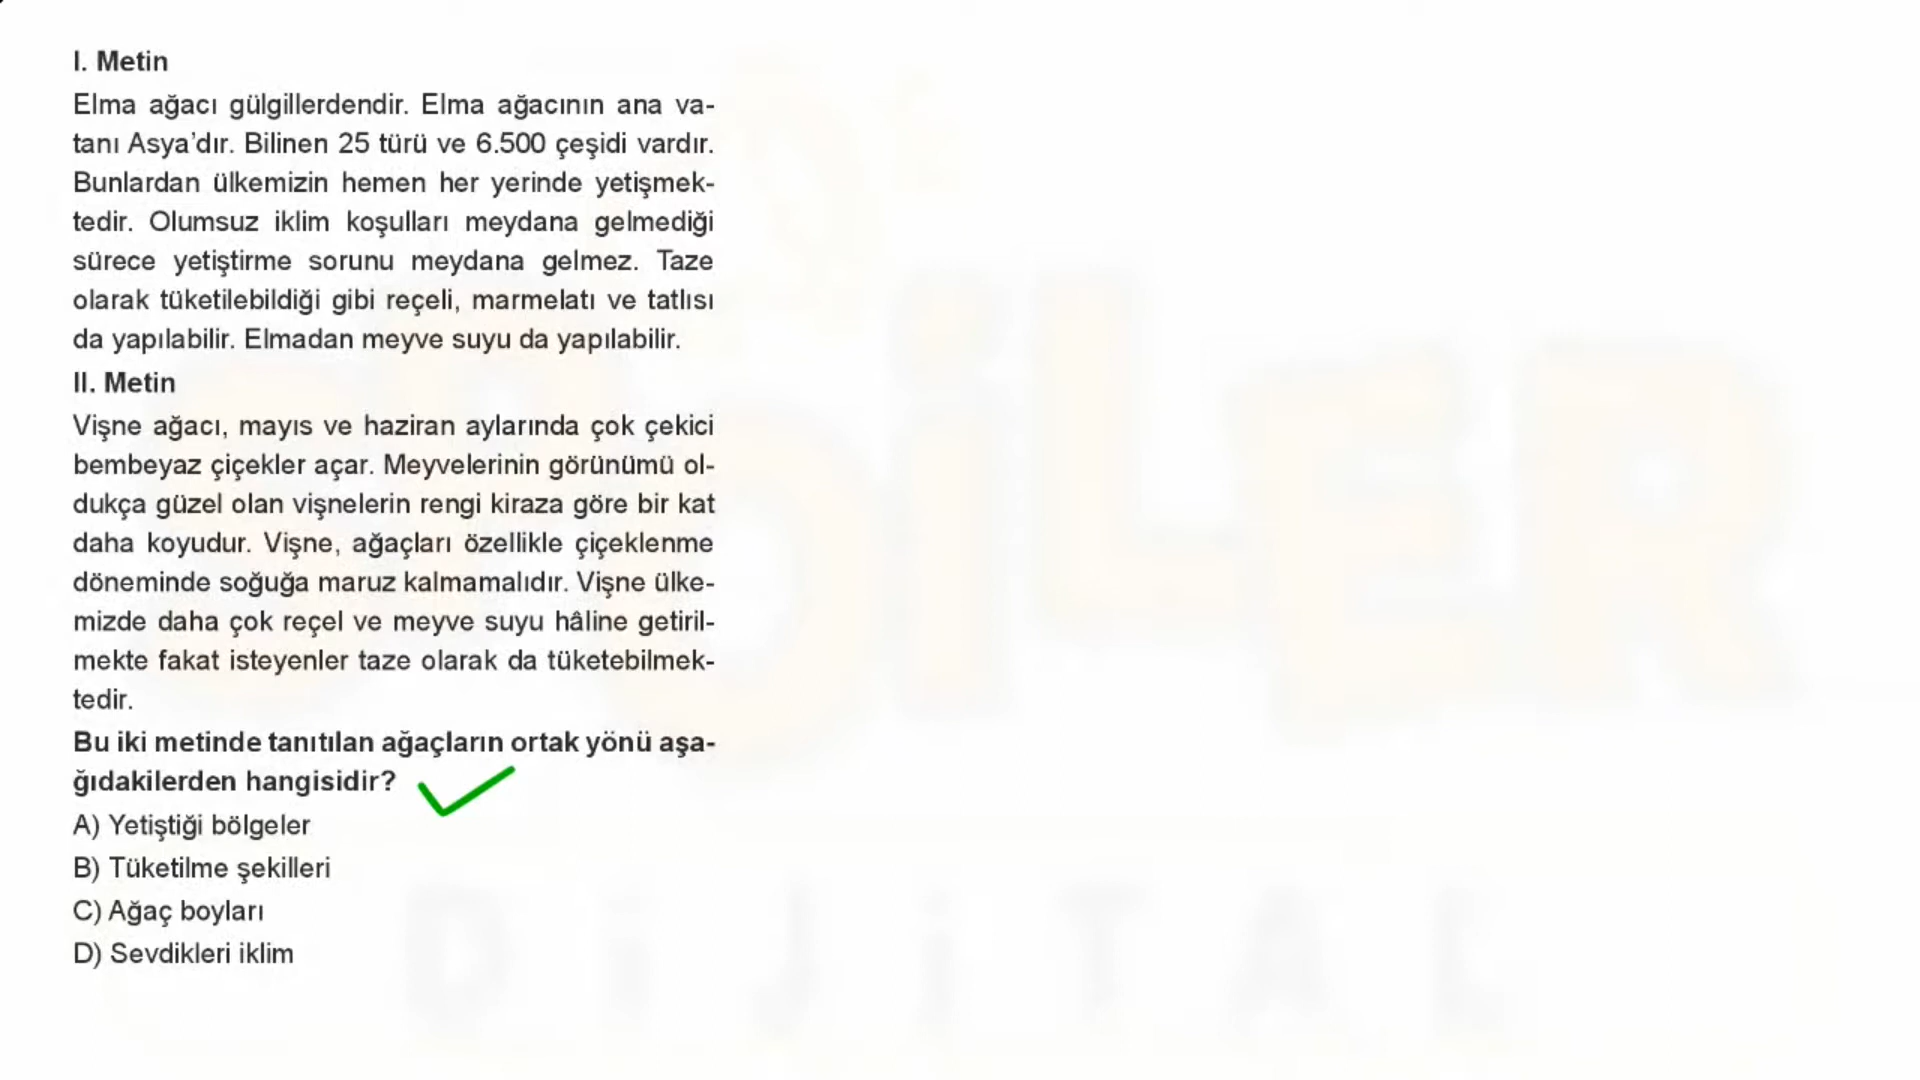 I. Metin
Elma ağacı gülgillerdendir. Elma ağacının ana va-
tanı Asya’dır. Bilinen 25 türü ve 6.500 çeşidi vardır.
Bunlardan ülkemizin hemen her yerinde yetişmek-
tedir. Olumsuz iklim koşulları meydana gelmediği
sürece yetiştirme sorunu meydana gelmez. Taze
olarak tüketilebildiği gibi reçeli, marmelatı ve tatlısı
da yapılabilir. Elmadan meyve suyu da yapılabilir.
II. Metin
Vişne ağacı, mayıs ve haziran aylarında çok çekici
bembeyaz çiçekler açar. Meyvelerinin görünümü ol-
dukça güzel olan vişnelerin rengi kiraza göre bir kat
daha koyudur. Vişne, ağaçları özellikle çiçeklenme
döneminde soğuğa maruz kalmamalıdır. Vişne ülke-
mizde daha çok reçel ve meyve suyu hâline getiril-
mekte fakat isteyenler taze olarak da tüketebilmek-
tedir.
Bu iki metinde tanıtılan ağaçların ortak yönü aşa-
ğıdakilerden hangisidir?
A) Yetiştiği bölgeler
B) Tüketilme şekilleri
C) Ağaç boyları
D) Sevdikleri iklim
DİJİTAL